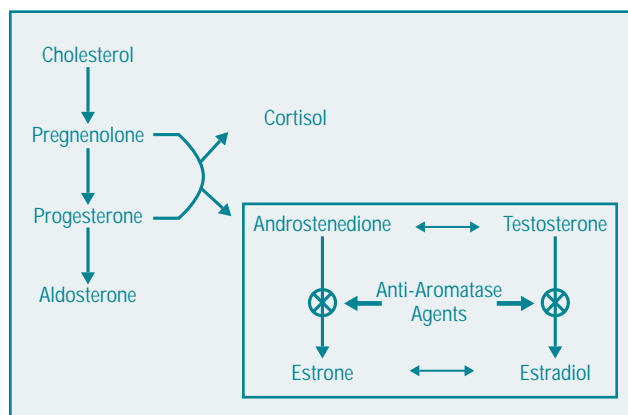 Cholesterol
Pregnenolone
Cortisol
Progesterone
Aldosterone
Androstenedione
Testosterone
Anti-Aromatase
Agents
Estrone
Estradiol